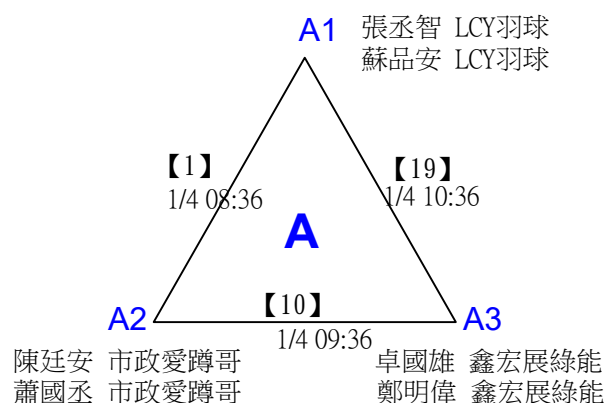 A1 張丞智 LCY羽球
蘇品安 LCY羽球
【1】
1/4 08:36
【19】
1/4 10:36
A
【10】
1/4 09:36
A2
A3
陳廷安 市政愛蹲哥
蕭國丞 市政愛蹲哥
卓國雄 鑫宏展綠能
鄭明偉 鑫宏展綠能